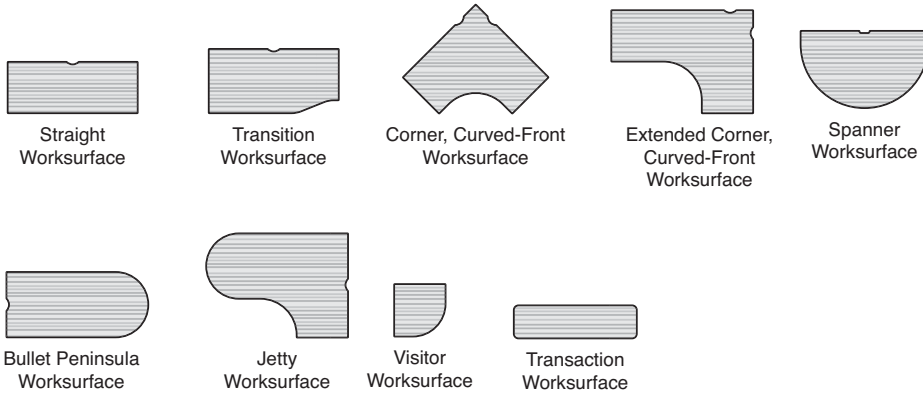 Straight
Worksurface
Transition
Worksurface
Corner, Curved-Front
Worksurface
Extended Corner,
Curved-Front
Worksurface
Spanner
Worksurface
Bullet Peninsula
Worksurface
Jetty
Worksurface
Visitor
Worksurface
Transaction
Worksurface